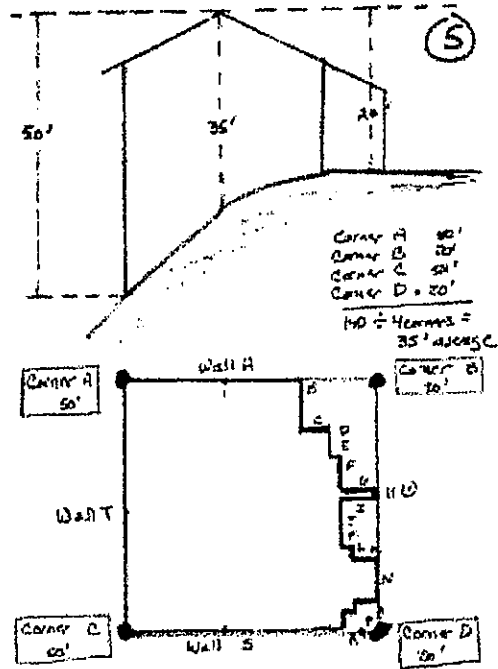 5
50'
35'
Corner A 50'
Corner B 20'
Corner C 50'
Corner D = 20'
140 ÷ 4 corners =
35' average
Wall A
Corner A
50'
Corner B
20'
B
C
D
E
F
G
H
Wall T
N
Corner C
50'
Wall S
Corner D
20'